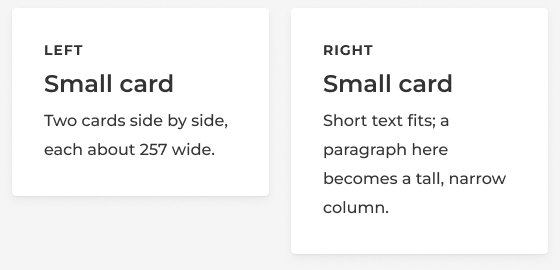 LEFT
Small card
Two cards side by side,
each about 257 wide.
RIGHT
Small card
Short text fits; a
paragraph here
becomes a tall, narrow
column.